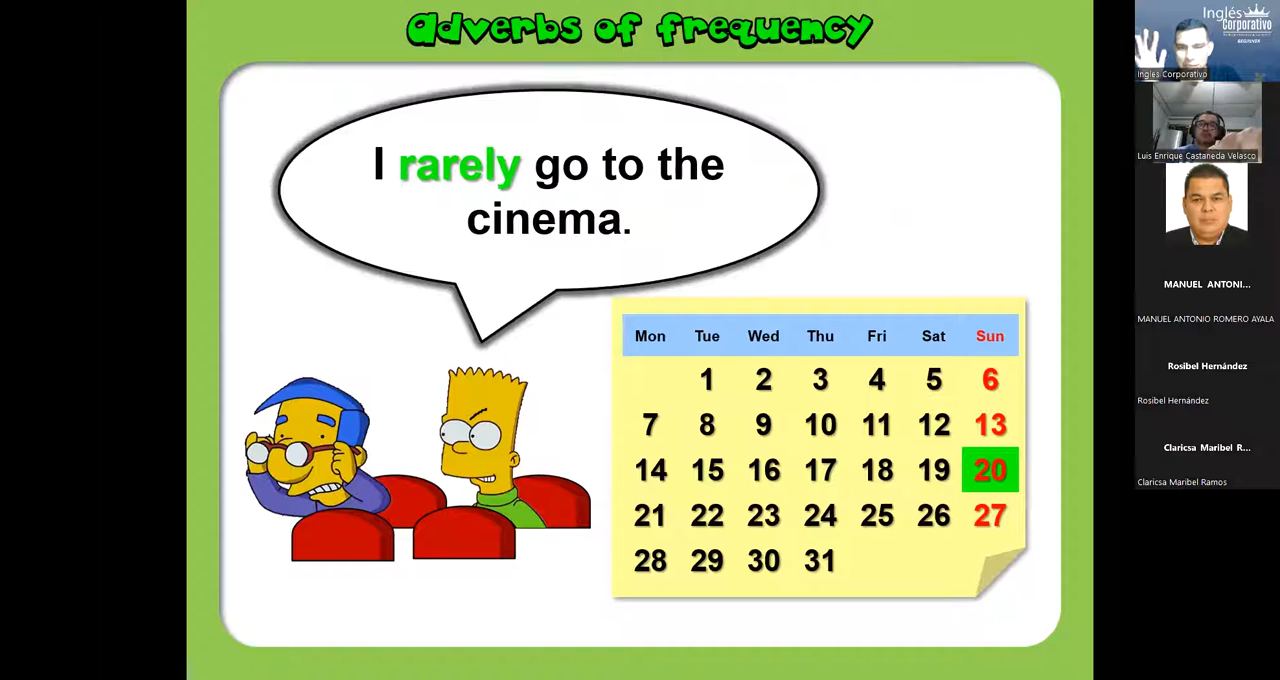 adverbs of frequency
I rarely go to the
cinema.
Mon Tue Wed Thu Fri Sat Sun
1 2 3 4 5 6
7 8 9 10 11 12 13
14 15 16 17 18 19 20
21 22 23 24 25 26 27
28 29 30 31
Inglés
Corporativo
BEGINNER
Ingles Corporativo
Luis Enrique Castaneda Velasco
MANUEL ANTONI...
MANUEL ANTONIO ROMERO AYALA
Rosibel Hernández
Rosibel Hernández
Claricsa Maribel R...
Claricsa Maribel Ramos